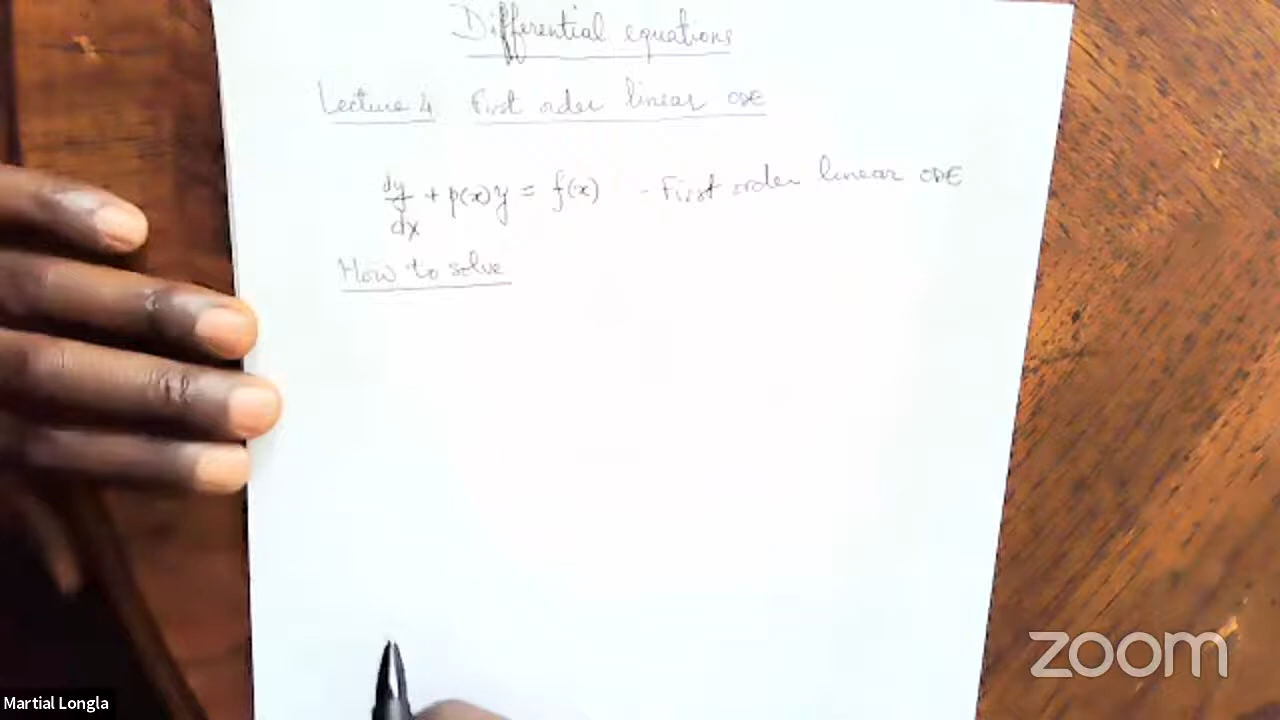 Differential equations
Lecture 4 First order linear ODE
dy/dx + p(x)y = f(x) - First order linear ODE
How to solve
zoom
Martial Longla